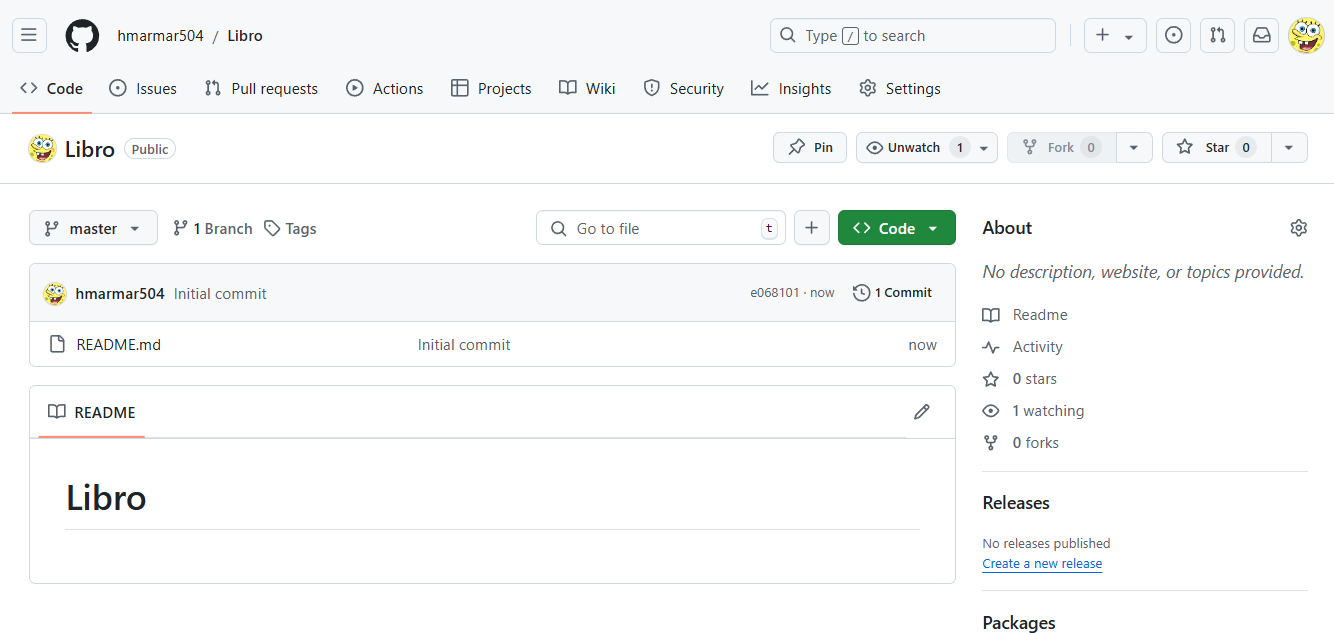 hmarmar504 / Libro
Type / to search
Code Issues Pull requests Actions Projects Wiki Security Insights Settings
Libro Public
Pin Unwatch 1 Fork 0 Star 0
master 1 Branch Tags Go to file t Code
hmarmar504 Initial commit e068101 · now 1 Commit
README.md Initial commit now
README
Libro
About
No description, website, or topics provided.
Readme
Activity
0 stars
1 watching
0 forks
Releases
No releases published
Create a new release
Packages